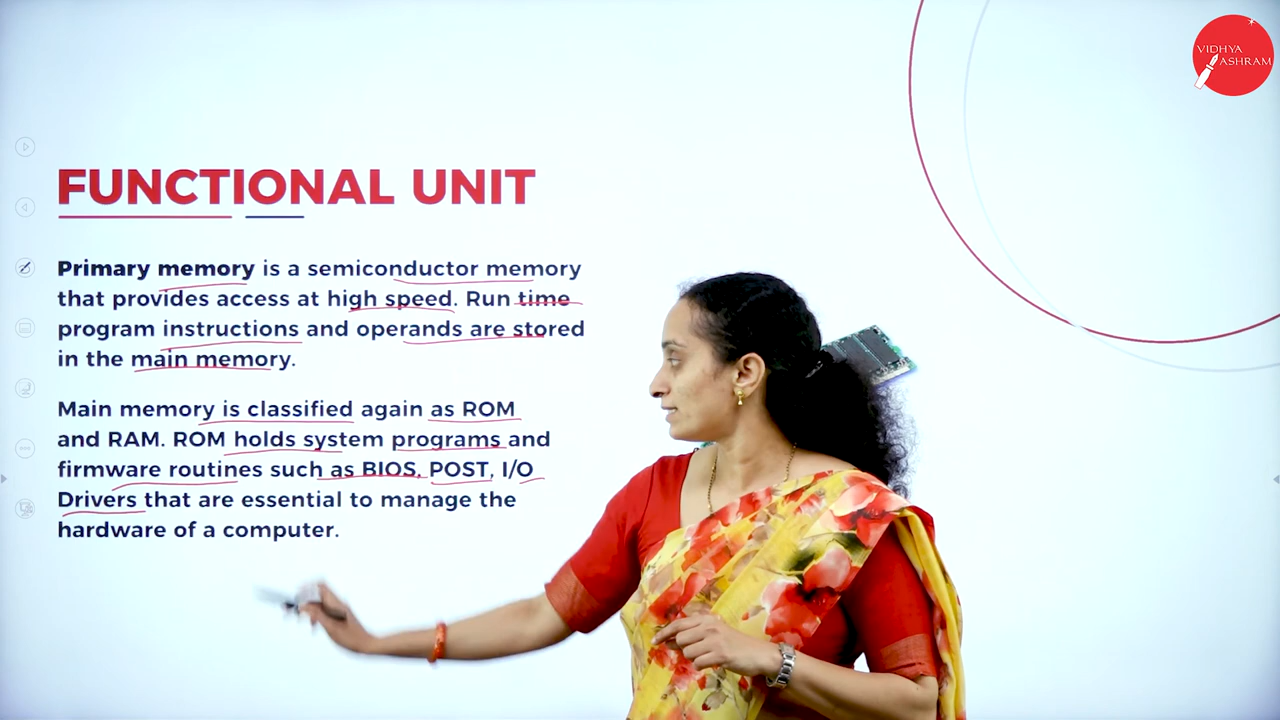 VIDHYA
ASHRAM
FUNCTIONAL UNIT
Primary memory is a semiconductor memory
that provides access at high speed. Run time
program instructions and operands are stored
in the main memory.
Main memory is classified again as ROM
and RAM. ROM holds system programs and
firmware routines such as BIOS, POST, I/O
Drivers that are essential to manage the
hardware of a computer.